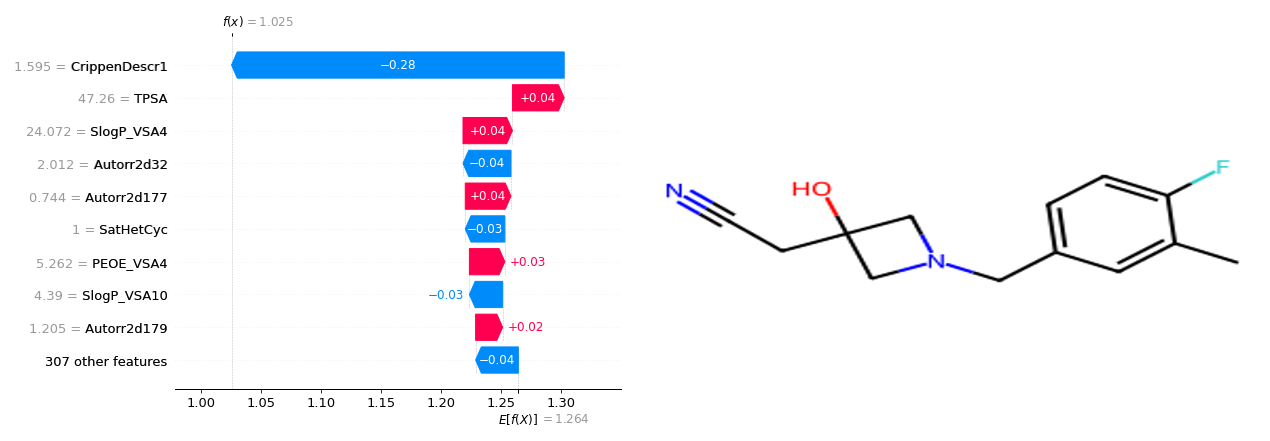 f(x) = 1.025
1.595 = CrippenDescr1
−0.28
47.26 = TPSA
+0.04
24.072 = SlogP_VSA4
+0.04
2.012 = Autorr2d32
−0.04
0.744 = Autorr2d177
+0.04
1 = SatHetCyc
−0.03
5.262 = PEOE_VSA4
+0.03
4.39 = SlogP_VSA10
−0.03
1.205 = Autorr2d179
+0.02
307 other features
−0.04
1.00 1.05 1.10 1.15 1.20 1.25 1.30
E[f(X)] = 1.264
N
HO
N
F